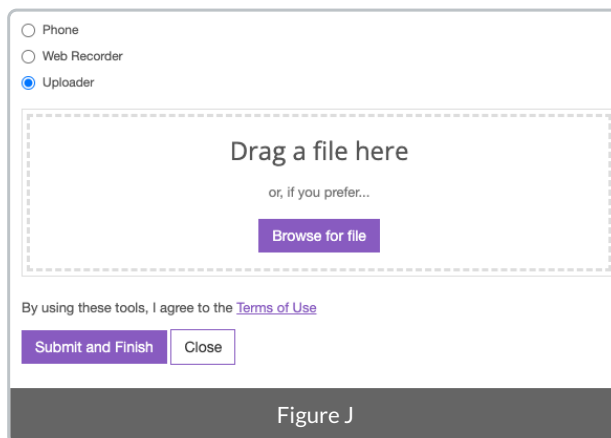 Phone
Web Recorder
Uploader
Drag a file here
or, if you prefer...
Browse for file
By using these tools, I agree to the Terms of Use
Submit and Finish Close
Figure J